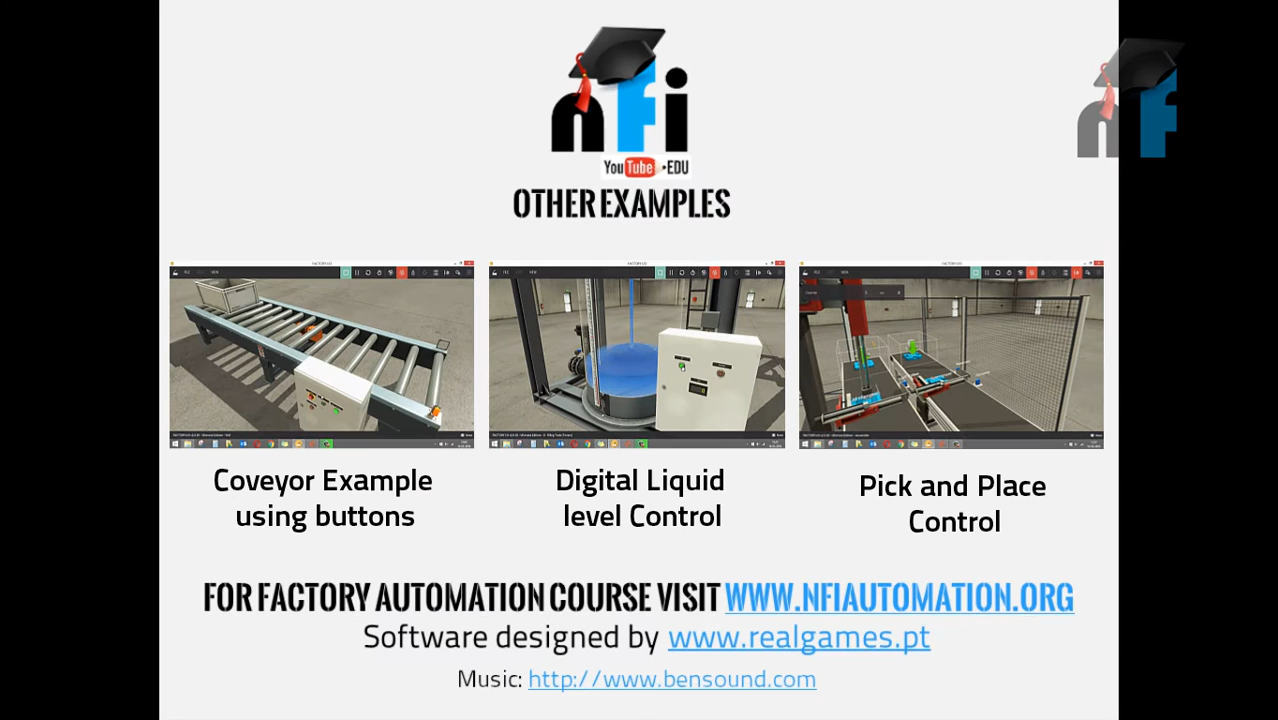 nfi
YouTube EDU
OTHER EXAMPLES
nf
Coveyor Example
using buttons
Digital Liquid
level Control
Pick and Place
Control
FOR FACTORY AUTOMATION COURSE VISIT WWW.NFIAUTOMATION.ORG
Software designed by www.realgames.pt
Music: http://www.bensound.com